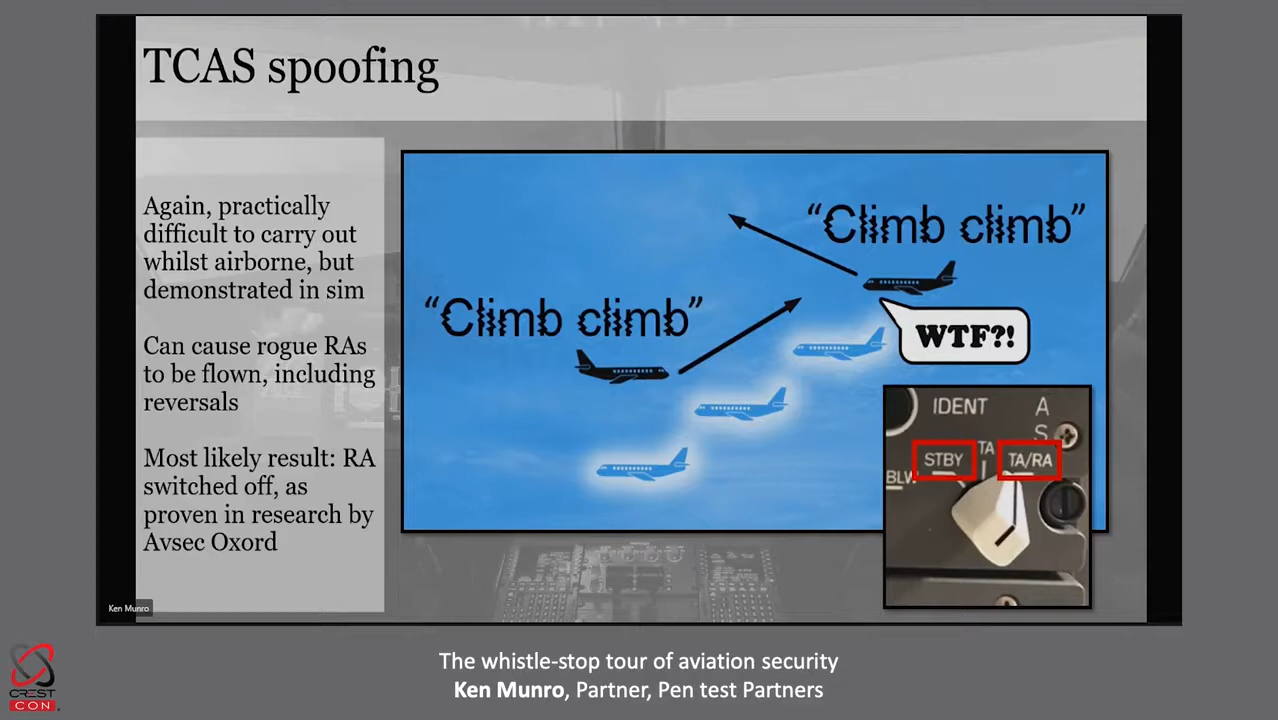 TCAS spoofing
Again, practically
difficult to carry out
whilst airborne, but
demonstrated in sim
Can cause rogue RAs
to be flown, including
reversals
Most likely result: RA
switched off, as
proven in research by
Avsec Oxord
“Climb climb”
“Climb climb”
WTF?!
IDENT
A
S
STBY
TA
TA/RA
BLW
Ken Munro
The whistle-stop tour of aviation security
Ken Munro, Partner, Pen test Partners
CREST
CON